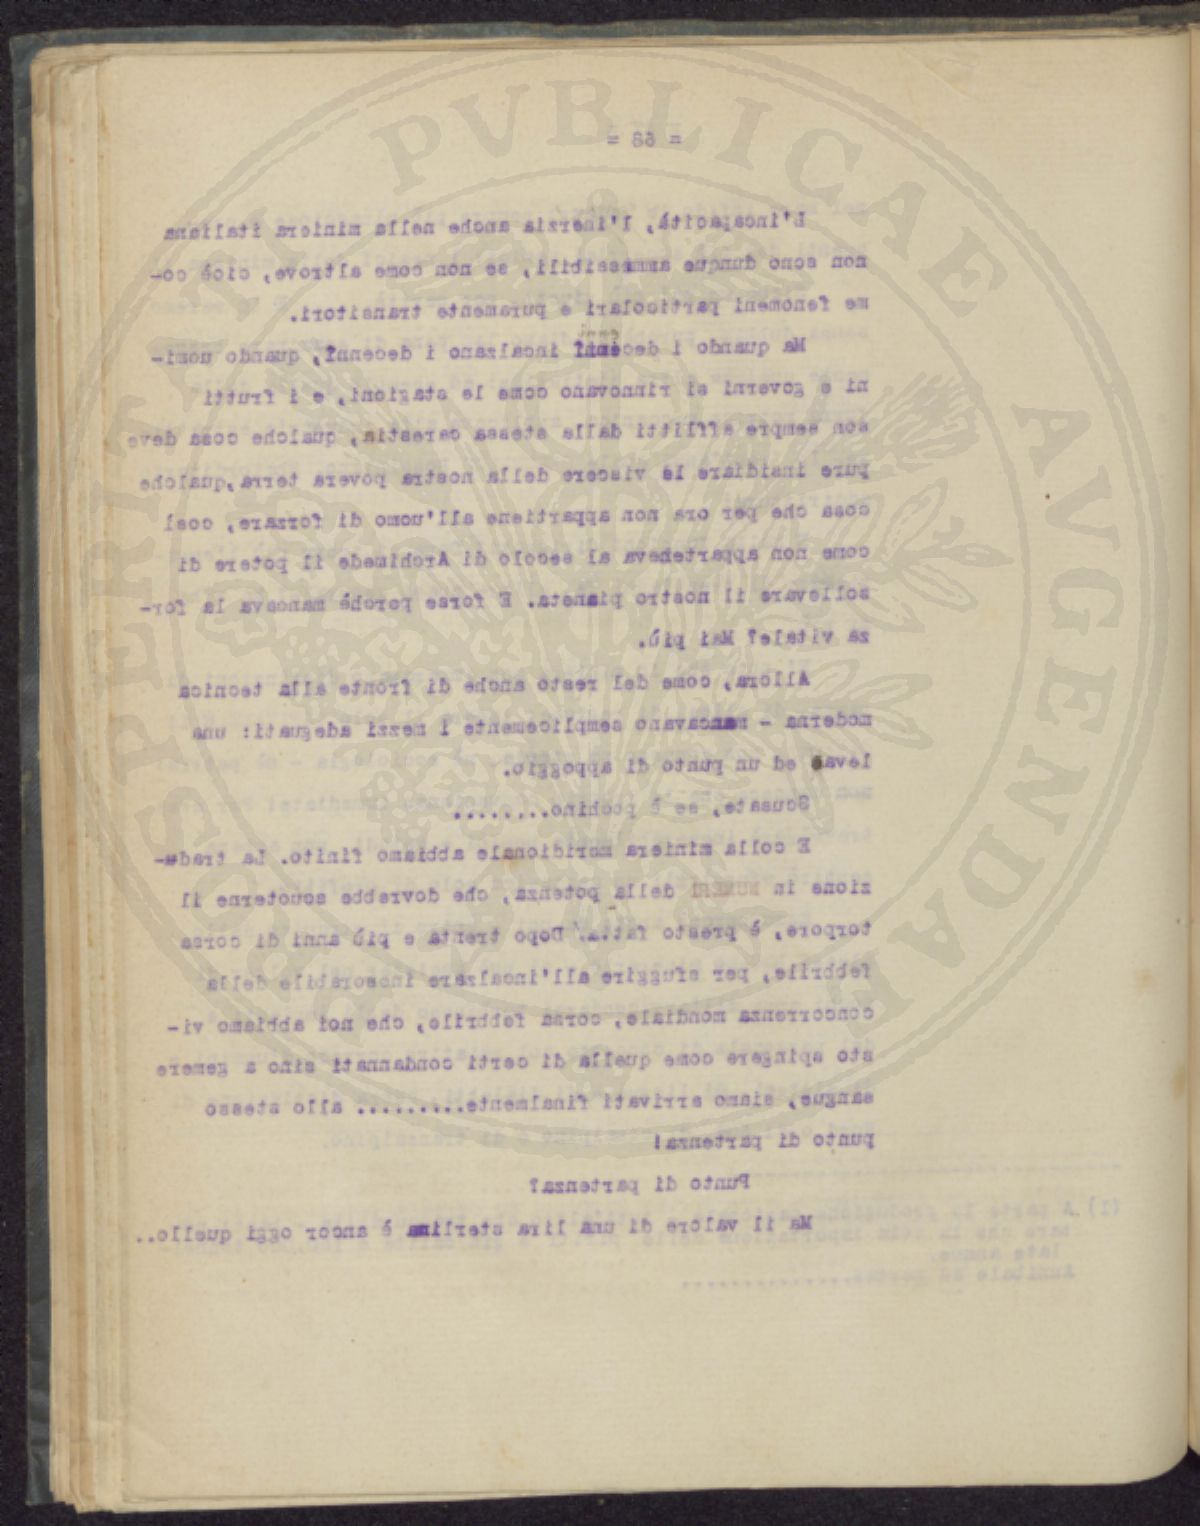 = 68 =
L'incapacità, l'inerzia anche nella miniera italiana
non sono dunque ammessibili, se non come altrove, cioè co-
me fenomeni particolari e puramente transitori.
Ma quando i decenni incalzano i decenni, quando uomi-
ni e governi si rinnovano come le stagioni, e i frutti
son sempre afflitti dalla stessa carestia, qualche cosa deve
pure insidiare le viscere della nostra povera terra,qualche
cosa che per ora non appartiene all'uomo di forzare, così
come non apparteneva al secolo di Archimede il potere di
sollevare il nostro pianeta. E forse perchè mancava la for-
za vitale? Mai più.
Allora, come del resto anche di fronte alla tecnica
moderna - mancavano semplicemente i mezzi adeguati: una
leva ed un punto di appoggio.
Scusate, se è pochino........
E colla miniera meridionale abbiamo finito. La tradu-
zione in NUMERI della potenza, che dovrebbe scuoterne il
torpore, è presto fatta. Dopo trenta e più anni di corsa
febbrile, per sfuggire all'incalzare inesorabile della
concorrenza mondiale, corsa febbrile, che noi abbiamo vi-
sto spingere come quella di certi condannati sino a gemere
sangue, siamo arrivati finalmente......... allo stesso
punto di partenza!
Punto di partenza?
Ma il valore di una lira sterlina è ancor oggi quello..
(I) A parte la
PROSPERITATI PVBLICAE AVGENDAE